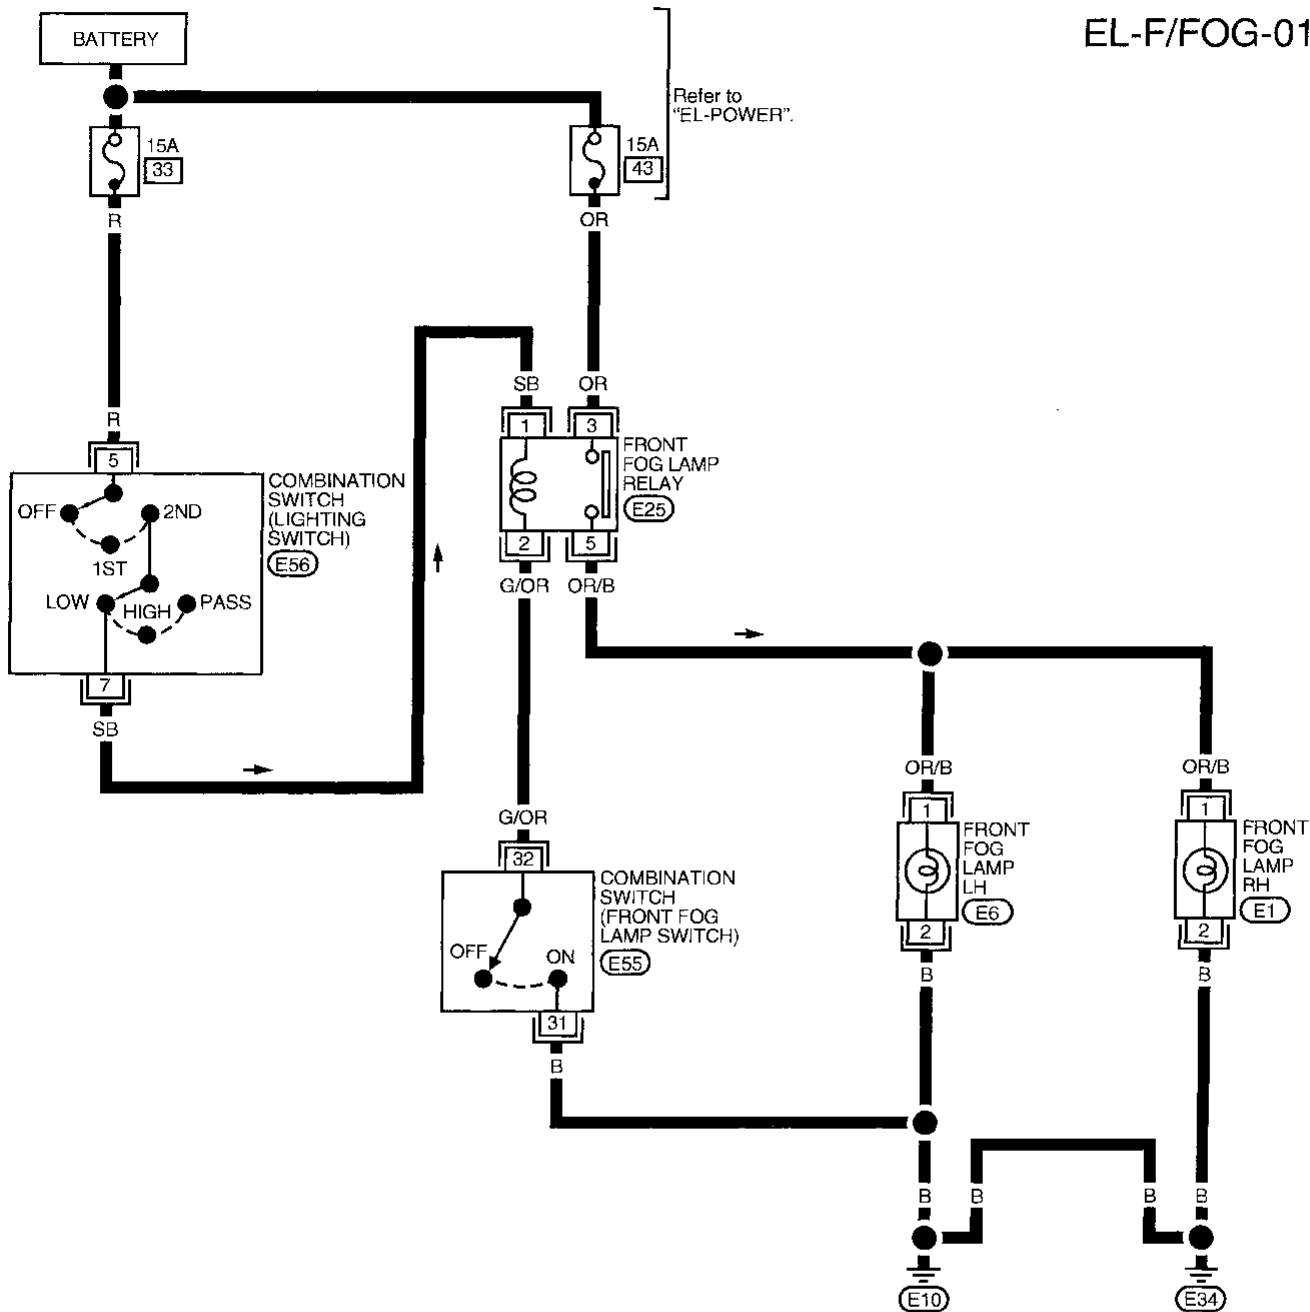 EL-F/FOG-01
BATTERY
Refer to
"EL-POWER".
15A
33
15A
43
R
OR
SB
OR
R
1
3
5
FRONT
FOG LAMP
RELAY
E25
COMBINATION
SWITCH
(LIGHTING
SWITCH)
E56
OFF
2ND
1ST
LOW
HIGH
PASS
2
5
G/OR
OR/B
7
SB
OR/B
OR/B
G/OR
1
1
32
FRONT
FOG
LAMP
LH
E6
FRONT
FOG
LAMP
RH
E1
COMBINATION
SWITCH
(FRONT FOG
LAMP SWITCH)
E55
OFF
ON
2
2
B
B
31
B
B
B
B
B
E10
E34